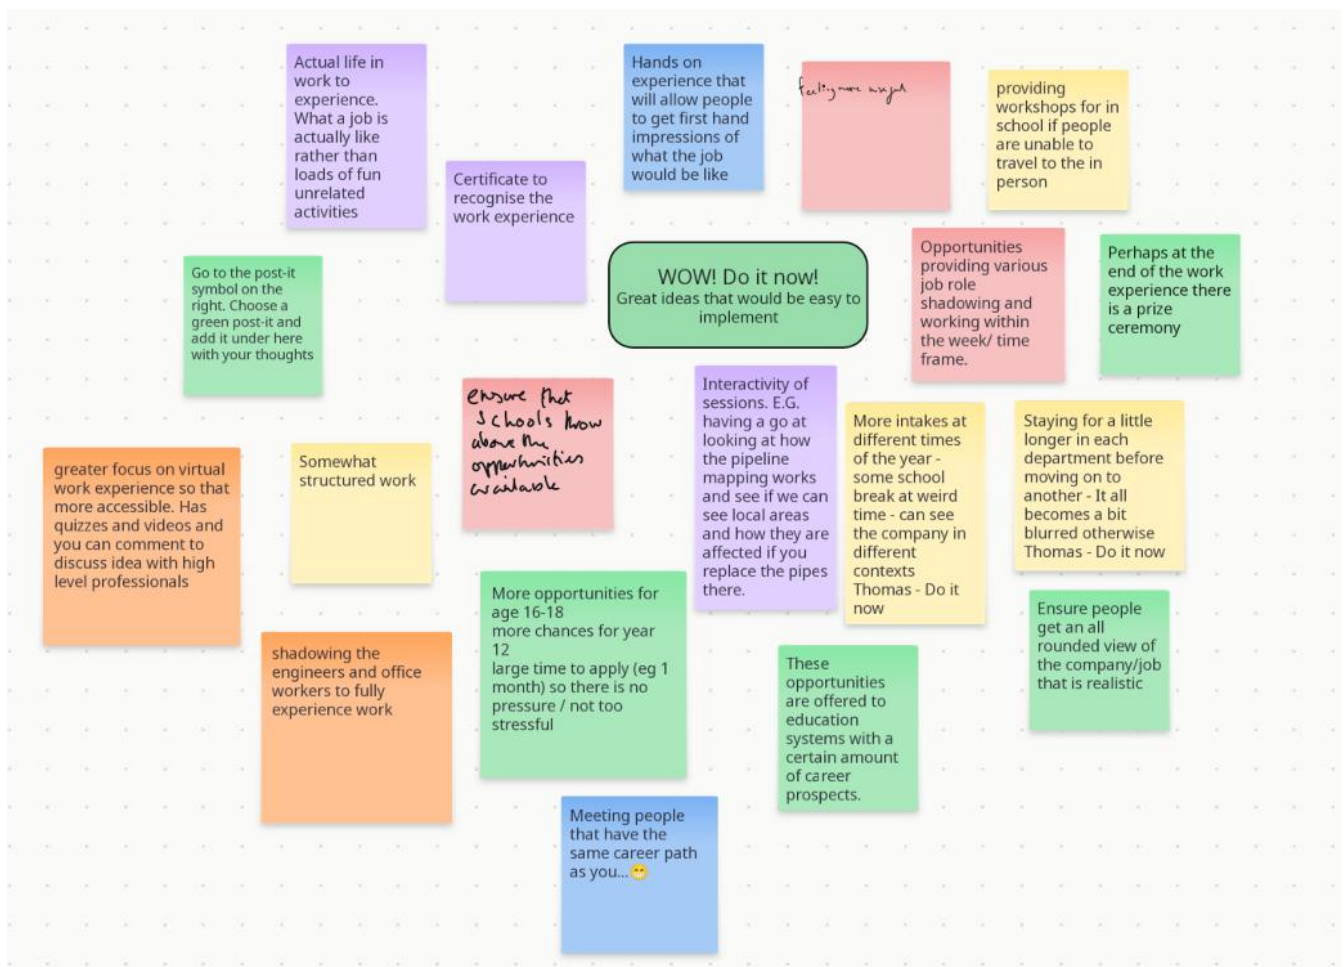 Actual life in
work to
experience.
What a job is
actually like
rather than
loads of fun
unrelated
activities
Certificate to
recognise the
work experience
Hands on
experience that
will allow people
to get first hand
impressions of
what the job
would be like
feeling more
providing
workshops for in
school if people
are unable to
travel to the in
person
Go to the post-it
symbol on the
right. Choose a
green post-it and
add it under here
with your thoughts
WOW! Do it now!
Great ideas that would be easy to
implement
Opportunities
providing various
job role
shadowing and
working within
the week/ time
frame.
Perhaps at the
end of the work
experience there
is a prize
ceremony
greater focus on virtual
work experience so that
more accessible. Has
quizzes and videos and
you can comment to
discuss idea with high
level professionals
Somewhat
structured work
ensure that
schools know
above the
opportunities
available
Interactivity of
sessions. E.G.
having a go at
looking at how
the pipeline
mapping works
and see if we can
see local areas
and how they are
affected if you
replace the pipes
there.
More intakes at
different times
of the year -
some school
break at weird
time - can see
the company in
different
contexts
Thomas - Do it
now
Staying for a little
longer in each
department before
moving on to
another - It all
becomes a bit
blurred otherwise
Thomas - Do it now
shadowing the
engineers and office
workers to fully
experience work
More opportunities for
age 16-18
more chances for year
12
large time to apply (eg 1
month) so there is no
pressure / not too
stressful
These
opportunities
are offered to
education
systems with a
certain amount
of career
prospects.
Ensure people
get an all
rounded view of
the company/job
that is realistic
Meeting people
that have the
same career path
as you...😁